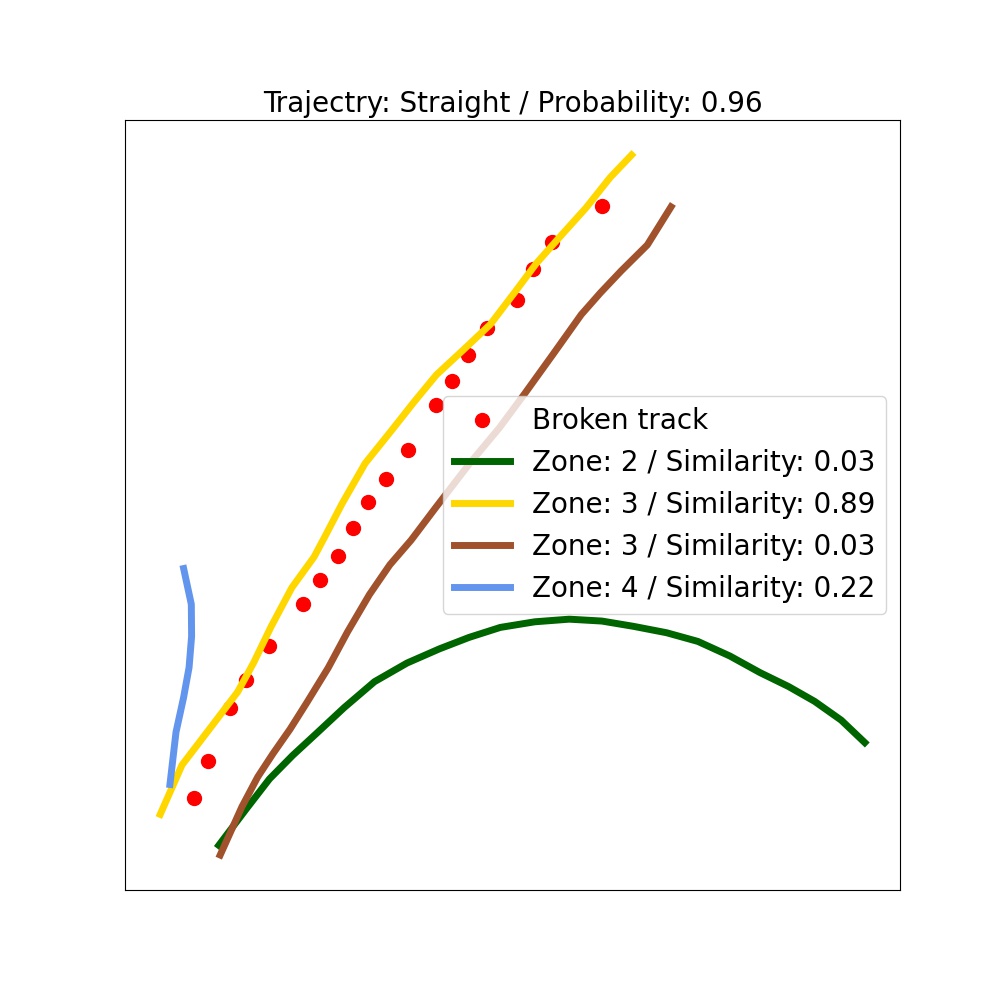 Trajectry: Straight / Probability: 0.96
Broken track
Zone: 2 / Similarity: 0.03
Zone: 3 / Similarity: 0.89
Zone: 3 / Similarity: 0.03
Zone: 4 / Similarity: 0.22